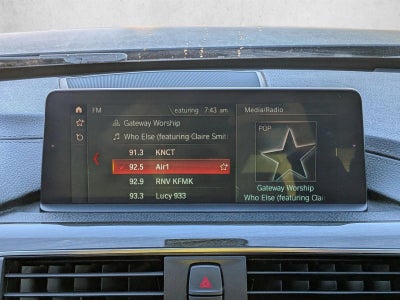 FM eaturing 7:43 am
Gateway Worship
Who Else (featuring Claire Smit
91.3 KNCT
92.5 Air1
92.9 RNV KFMK
93.3 Lucy 933
Media/Radio
POP
Gateway Worship
Who Else (featuring Clai